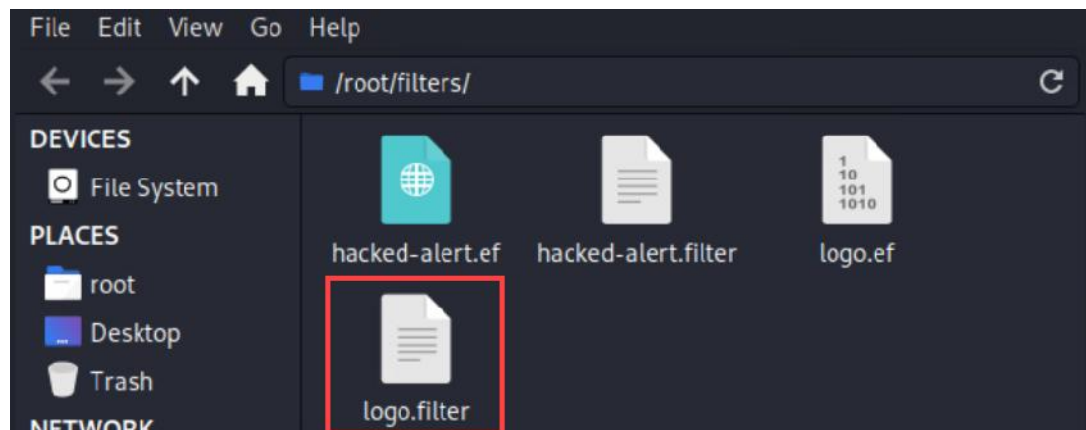 File Edit View Go Help
/root/filters/
DEVICES
File System
PLACES
root
Desktop
Trash
NETWORK
1
10
101
1010
hacked-alert.ef hacked-alert.filter logo.ef
logo.filter